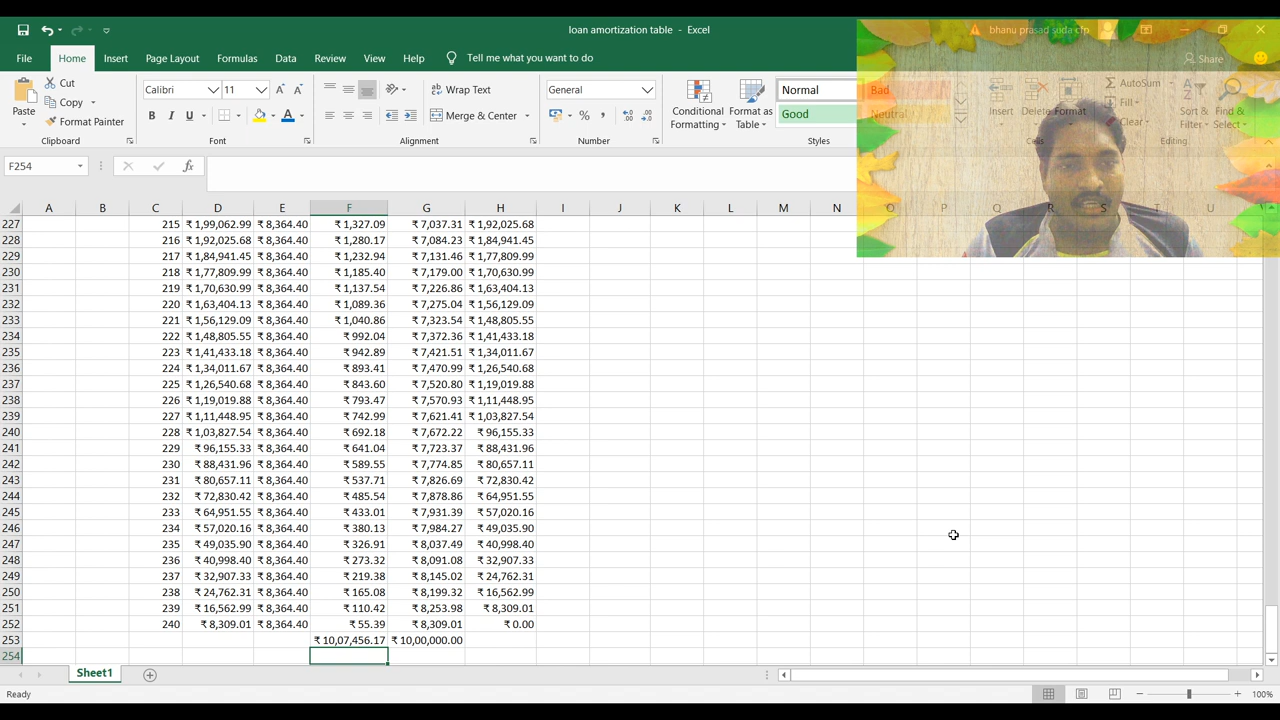 loan amortization table - Excel
bhanu prasad suda cfp
File Home Insert Page Layout Formulas Data Review View Help Tell me what you want to do Share
Cut
Copy
Format Painter
Paste
Calibri 11
B I U
Wrap Text
Merge & Center
General
% ,
Conditional Formatting
Format as Table
Normal Bad
Good Neutral
Insert Delete Format
AutoSum
Fill
Clear
Sort & Filter
Find & Select
Clipboard Font Alignment Number Styles Cells Editing
F254 fx
A B C D E F G H I J K L M N O P Q R S T U
227 215 ₹ 1,99,062.99 ₹ 8,364.40 ₹ 1,327.09 ₹ 7,037.31 ₹ 1,92,025.68
228 216 ₹ 1,92,025.68 ₹ 8,364.40 ₹ 1,280.17 ₹ 7,084.23 ₹ 1,84,941.45
229 217 ₹ 1,84,941.45 ₹ 8,364.40 ₹ 1,232.94 ₹ 7,131.46 ₹ 1,77,809.99
230 218 ₹ 1,77,809.99 ₹ 8,364.40 ₹ 1,185.40 ₹ 7,179.00 ₹ 1,70,630.99
231 219 ₹ 1,70,630.99 ₹ 8,364.40 ₹ 1,137.54 ₹ 7,226.86 ₹ 1,63,404.13
232 220 ₹ 1,63,404.13 ₹ 8,364.40 ₹ 1,089.36 ₹ 7,275.04 ₹ 1,56,129.09
233 221 ₹ 1,56,129.09 ₹ 8,364.40 ₹ 1,040.86 ₹ 7,323.54 ₹ 1,48,805.55
234 222 ₹ 1,48,805.55 ₹ 8,364.40 ₹ 992.04 ₹ 7,372.36 ₹ 1,41,433.18
235 223 ₹ 1,41,433.18 ₹ 8,364.40 ₹ 942.89 ₹ 7,421.51 ₹ 1,34,011.67
236 224 ₹ 1,34,011.67 ₹ 8,364.40 ₹ 893.41 ₹ 7,470.99 ₹ 1,26,540.68
237 225 ₹ 1,26,540.68 ₹ 8,364.40 ₹ 843.60 ₹ 7,520.80 ₹ 1,19,019.88
238 226 ₹ 1,19,019.88 ₹ 8,364.40 ₹ 793.47 ₹ 7,570.93 ₹ 1,11,448.95
239 227 ₹ 1,11,448.95 ₹ 8,364.40 ₹ 742.99 ₹ 7,621.41 ₹ 1,03,827.54
240 228 ₹ 1,03,827.54 ₹ 8,364.40 ₹ 692.18 ₹ 7,672.22 ₹ 96,155.33
241 229 ₹ 96,155.33 ₹ 8,364.40 ₹ 641.04 ₹ 7,723.37 ₹ 88,431.96
242 230 ₹ 88,431.96 ₹ 8,364.40 ₹ 589.55 ₹ 7,774.85 ₹ 80,657.11
243 231 ₹ 80,657.11 ₹ 8,364.40 ₹ 537.71 ₹ 7,826.69 ₹ 72,830.42
244 232 ₹ 72,830.42 ₹ 8,364.40 ₹ 485.54 ₹ 7,878.86 ₹ 64,951.55
245 233 ₹ 64,951.55 ₹ 8,364.40 ₹ 433.01 ₹ 7,931.39 ₹ 57,020.16
246 234 ₹ 57,020.16 ₹ 8,364.40 ₹ 380.13 ₹ 7,984.27 ₹ 49,035.90
247 235 ₹ 49,035.90 ₹ 8,364.40 ₹ 326.91 ₹ 8,037.49 ₹ 40,998.40
248 236 ₹ 40,998.40 ₹ 8,364.40 ₹ 273.32 ₹ 8,091.08 ₹ 32,907.33
249 237 ₹ 32,907.33 ₹ 8,364.40 ₹ 219.38 ₹ 8,145.02 ₹ 24,762.31
250 238 ₹ 24,762.31 ₹ 8,364.40 ₹ 165.08 ₹ 8,199.32 ₹ 16,562.99
251 239 ₹ 16,562.99 ₹ 8,364.40 ₹ 110.42 ₹ 8,253.98 ₹ 8,309.01
252 240 ₹ 8,309.01 ₹ 8,364.40 ₹ 55.39 ₹ 8,309.01 ₹ 0.00
253 ₹ 10,07,456.17 ₹ 10,00,000.00
254
Sheet1
Ready 100%